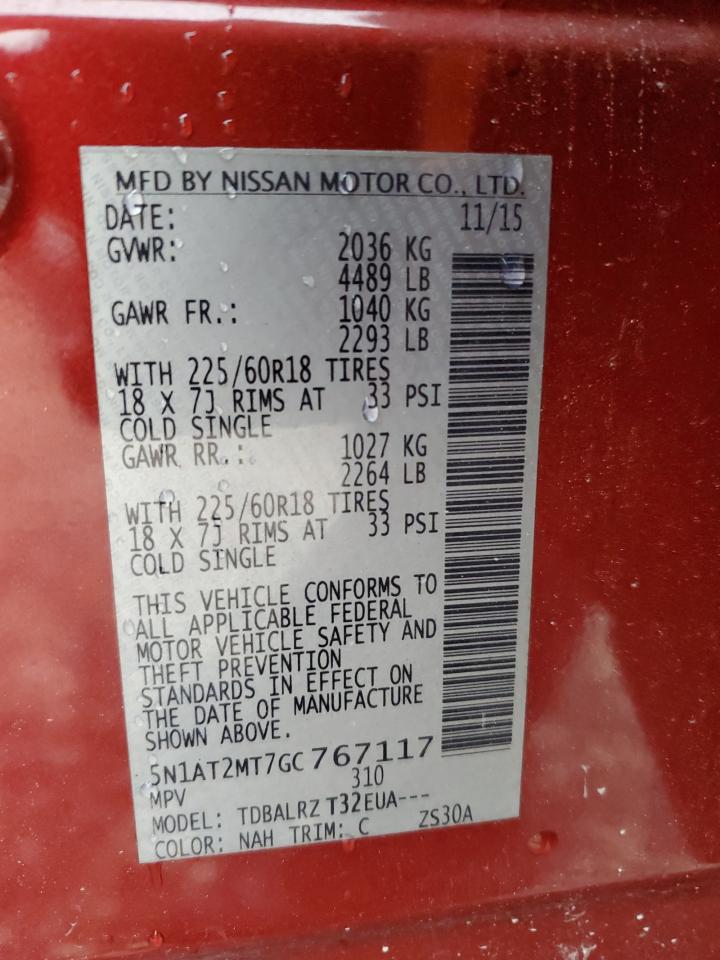 MFD BY NISSAN MOTOR CO., LTD.
DATE: 11/15
GVWR: 2036 KG
4489 LB
GAWR FR.: 1040 KG
2293 LB
WITH 225/60R18 TIRES
18 X 7J RIMS AT 33 PSI
COLD SINGLE
GAWR RR.: 1027 KG
2264 LB
WITH 225/60R18 TIRES
18 X 7J RIMS AT 33 PSI
COLD SINGLE
THIS VEHICLE CONFORMS TO
ALL APPLICABLE FEDERAL
MOTOR VEHICLE SAFETY AND
THEFT PREVENTION
STANDARDS IN EFFECT ON
THE DATE OF MANUFACTURE
SHOWN ABOVE.
5N1AT2MT7GC767117
MPV 310
MODEL: TDBALRZ T32EUA---
COLOR: NAH TRIM: C ZS30A